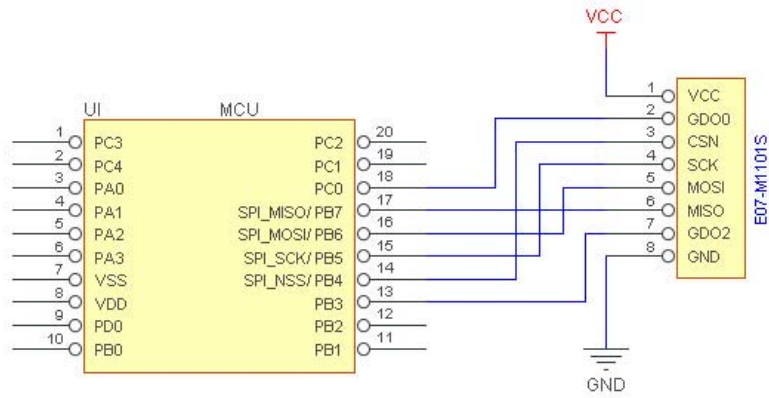 VCC
UI MCU
1 PC3 PC2 20
2 PC4 PC1 19
3 PA0 PC0 18
4 PA1 SPI_MISO/PB7 17
5 PA2 SPI_MOSI/PB6 16
6 PA3 SPI_SCK/PB5 15
7 VSS SPI_NSS/PB4 14
8 VDD PB3 13
9 PD0 PB2 12
10 PB0 PB1 11
1 VCC
2 GDO0
3 CSN
4 SCK
5 MOSI
6 MISO
7 GDO2
8 GND
E07-M1101S
GND